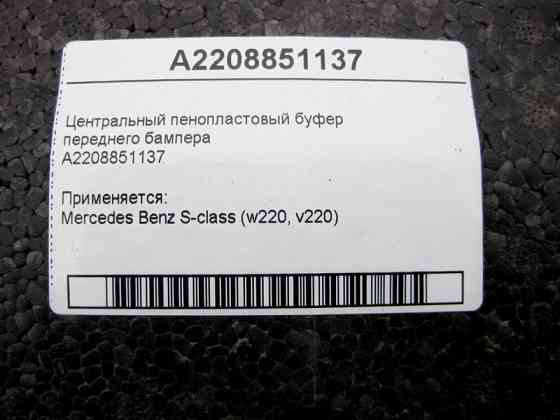 A2208851137
Центральный пенопластовый буфер
переднего бампера
A2208851137
Применяется:
Mercedes Benz S-class (w220, v220)